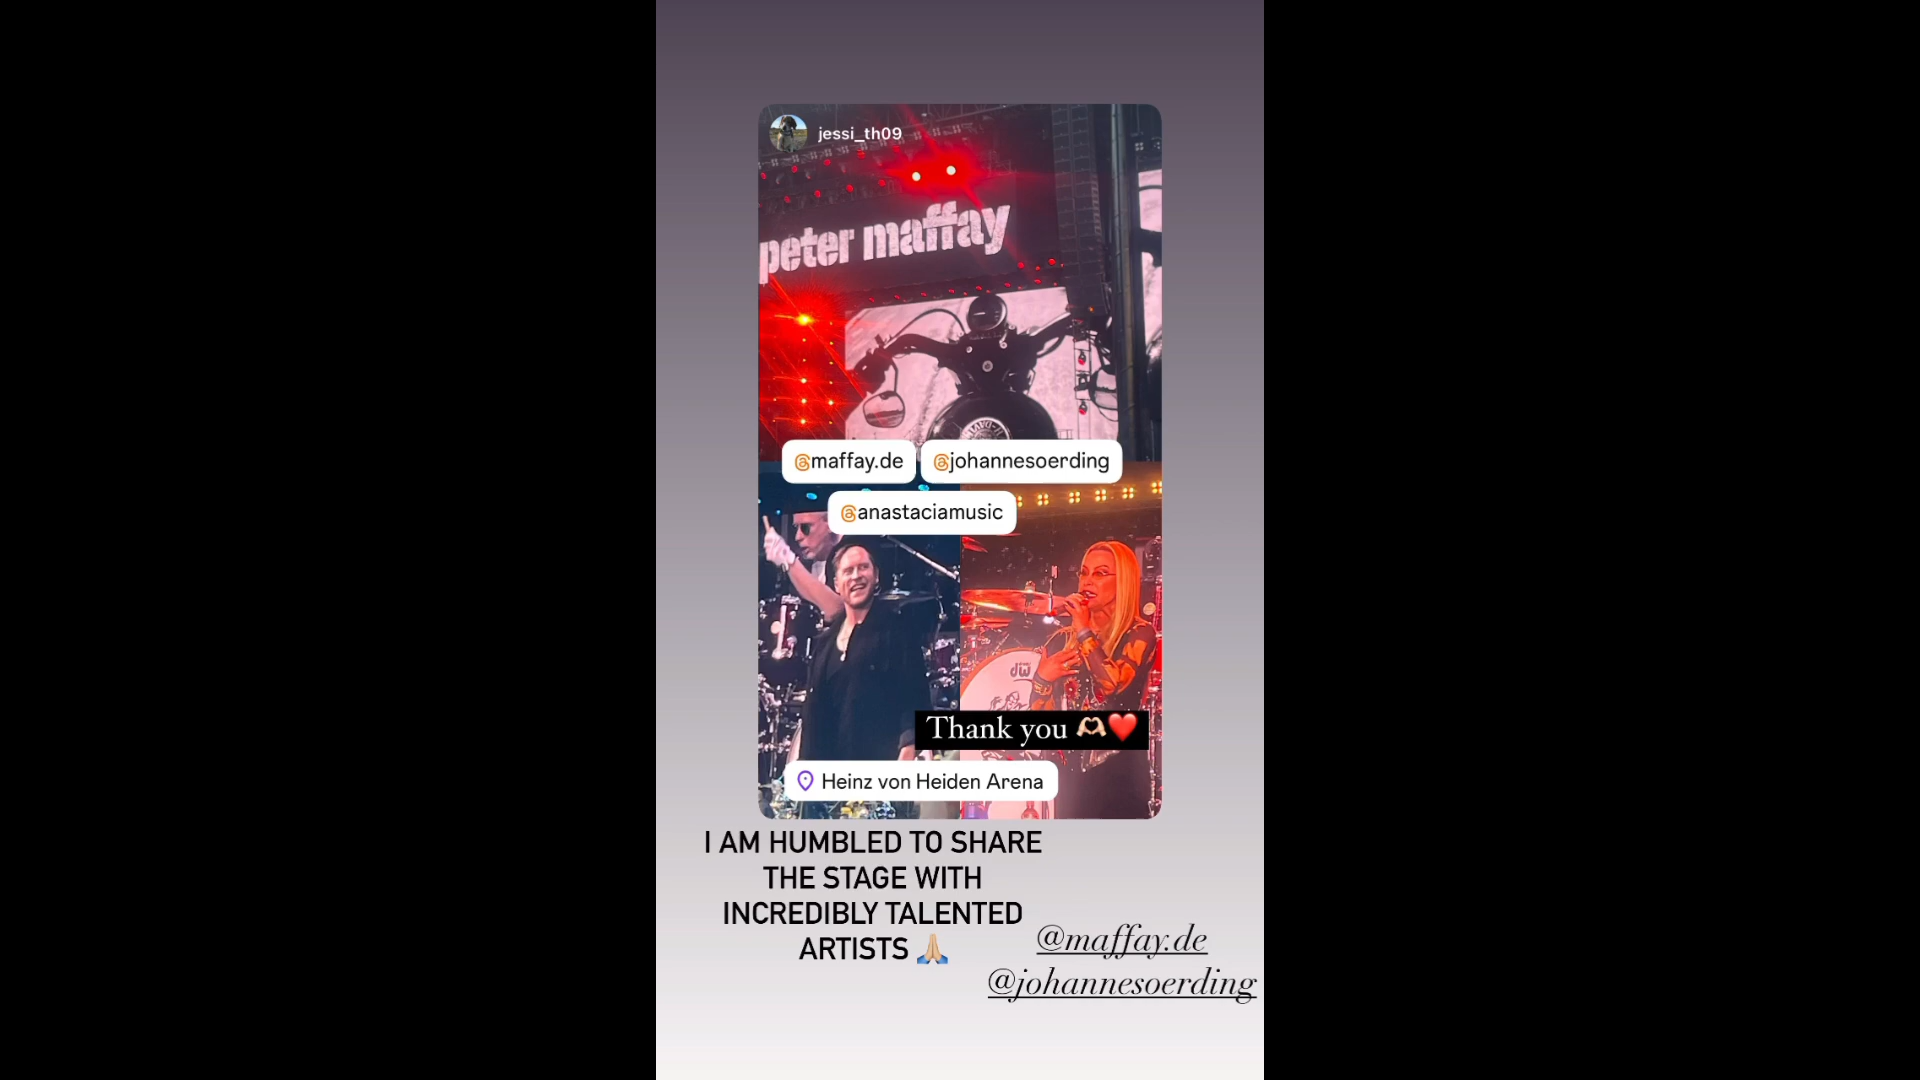 jessi_th09
peter maffay
@maffay.de @johannesoerding
@anastaciamusic
dw
Thank you 🫶🏻❤️
Heinz von Heiden Arena
I AM HUMBLED TO SHARE
THE STAGE WITH
INCREDIBLY TALENTED
ARTISTS 🙏🏼
@maffay.de
@johannesoerding